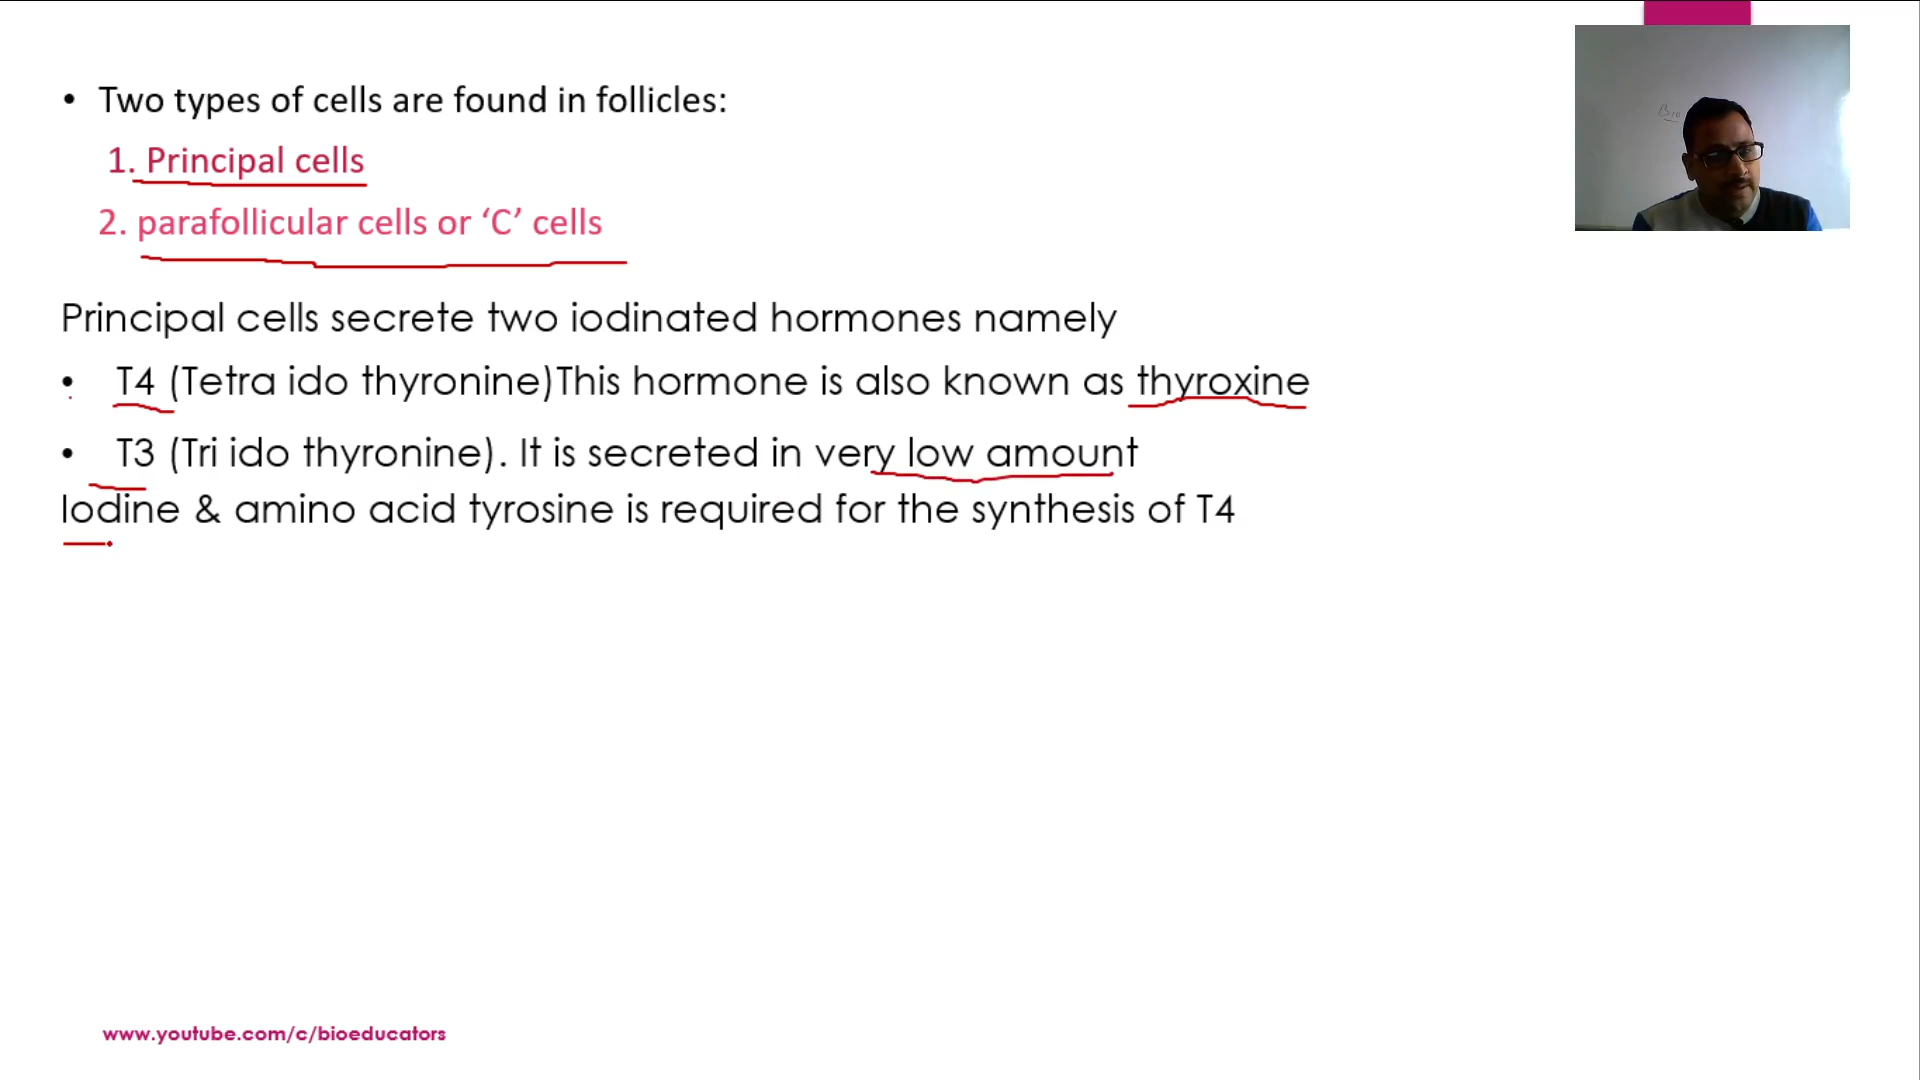 • Two types of cells are found in follicles:
1. Principal cells
2. parafollicular cells or ‘C’ cells
Principal cells secrete two iodinated hormones namely
• T4 (Tetra ido thyronine)This hormone is also known as thyroxine
• T3 (Tri ido thyronine). It is secreted in very low amount
Iodine & amino acid tyrosine is required for the synthesis of T4
www.youtube.com/c/bioeducators